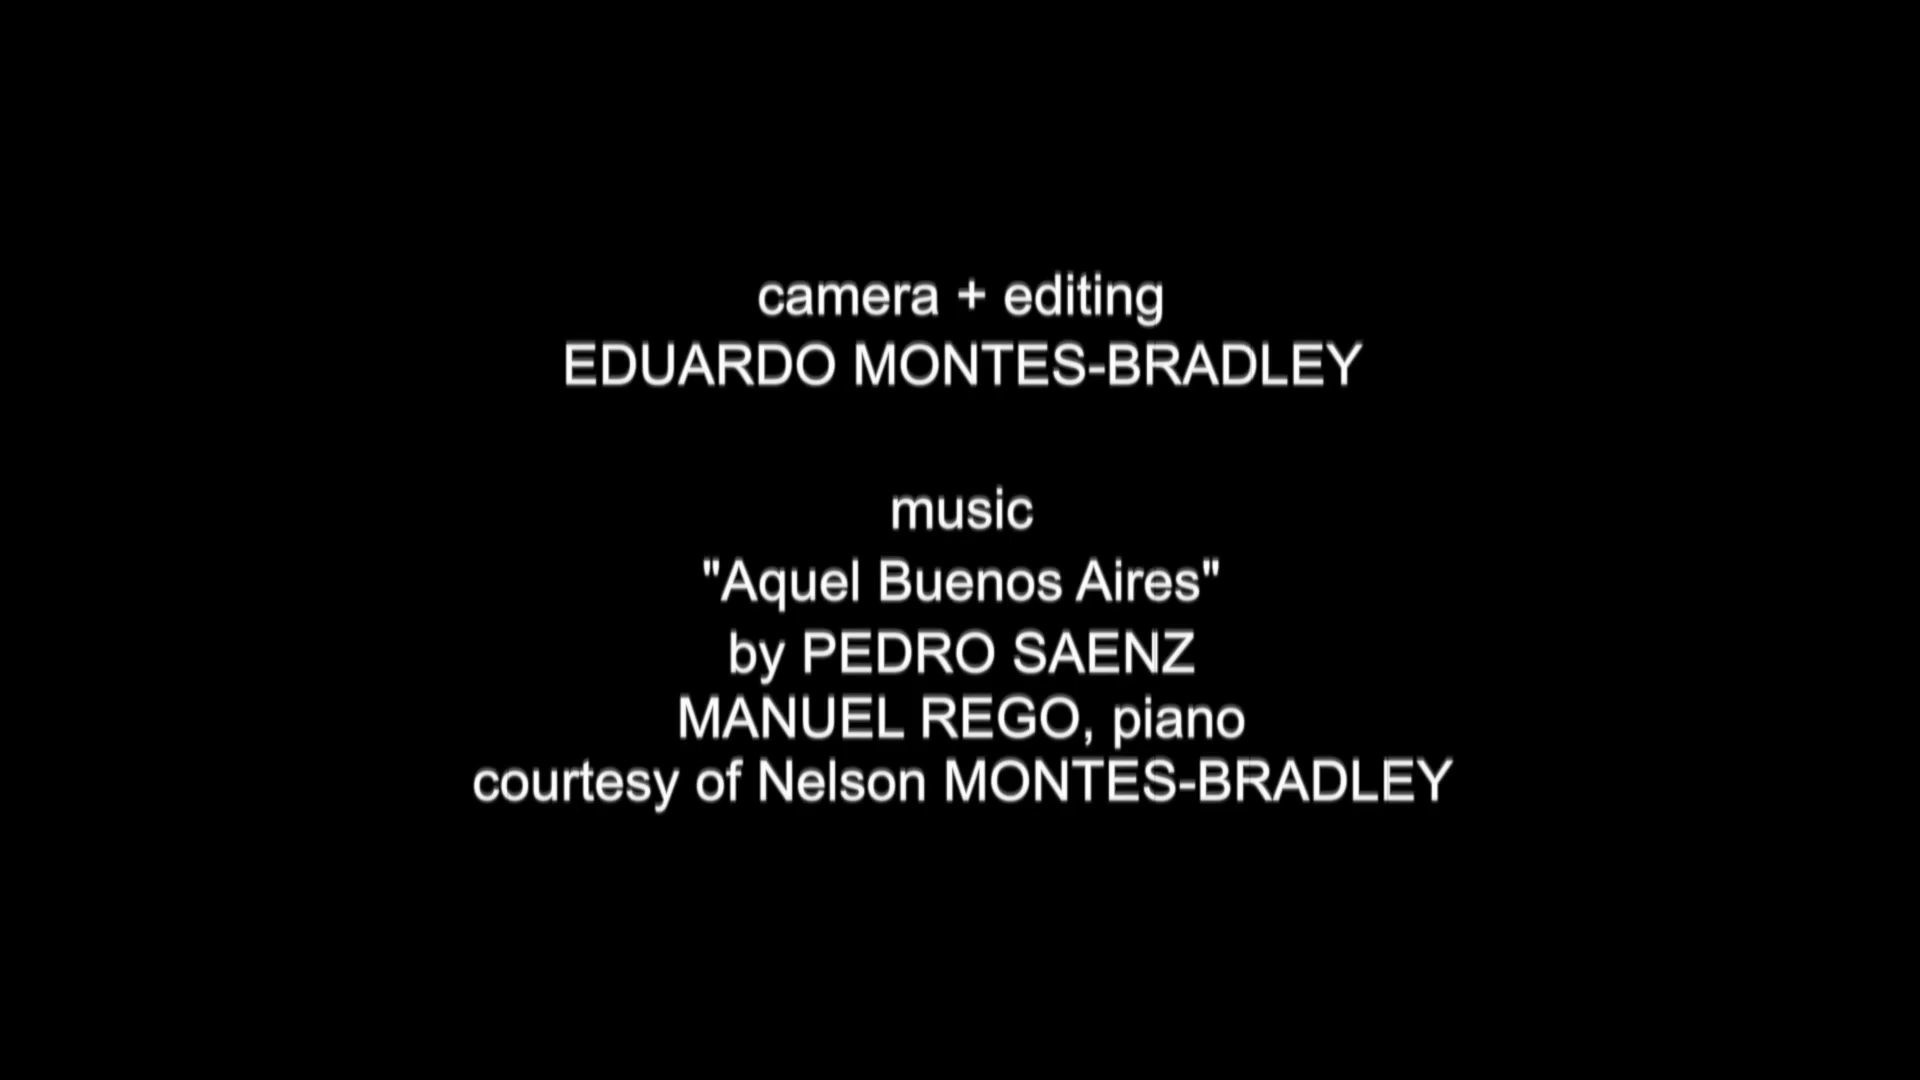 camera + editing
EDUARDO MONTES-BRADLEY
music
"Aquel Buenos Aires"
by PEDRO SAENZ
MANUEL REGO, piano
courtesy of Nelson MONTES-BRADLEY